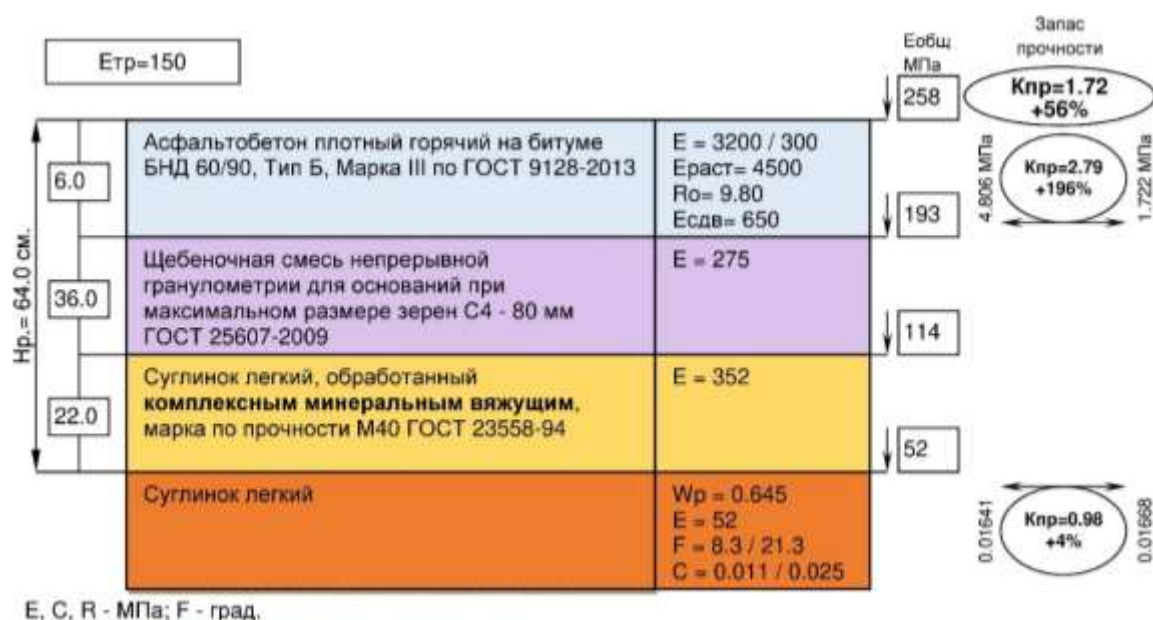 Етр=150
Еобщ
МПа
Запас
прочности
258
Кпр=1.72
+56%
Нр.= 64.0 см.
6.0
Асфальтобетон плотный горячий на битуме
БНД 60/90, Тип Б, Марка III по ГОСТ 9128-2013
E = 3200 / 300
Ераст= 4500
Ro= 9.80
Есдв= 650
193
4.806 МПа
Кпр=2.79
+196%
1.722 МПа
36.0
Щебеночная смесь непрерывной
гранулометрии для оснований при
максимальном размере зерен С4 - 80 мм
ГОСТ 25607-2009
E = 275
114
22.0
Суглинок легкий, обработанный
комплексным минеральным вяжущим,
марка по прочности М40 ГОСТ 23558-94
E = 352
52
Суглинок легкий
Wp = 0.645
E = 52
F = 8.3 / 21.3
C = 0.011 / 0.025
0.01641
Кпр=0.98
+4%
0.01668
E, C, R - МПа; F - град.